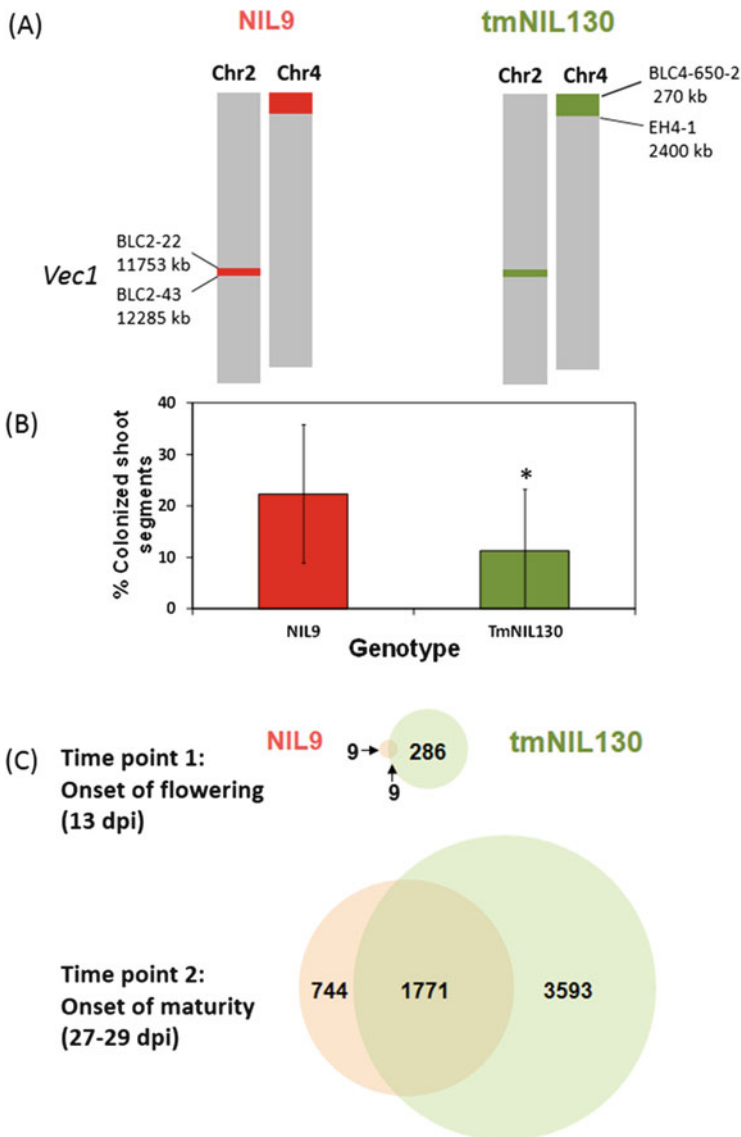 (A)
NIL9
tmNIL130
Chr2 Chr4
Chr2 Chr4
BLC4-650-2
270 kb
EH4-1
2400 kb
BLC2-22
11753 kb
Vec1
BLC2-43
12285 kb
(B)
% Colonized shoot
segments
40
30
20
10
0
*
NIL9
TmNIL130
Genotype
(C)
NIL9
tmNIL130
Time point 1:
Onset of flowering
(13 dpi)
9
286
9
Time point 2:
Onset of maturity
(27-29 dpi)
744
1771
3593